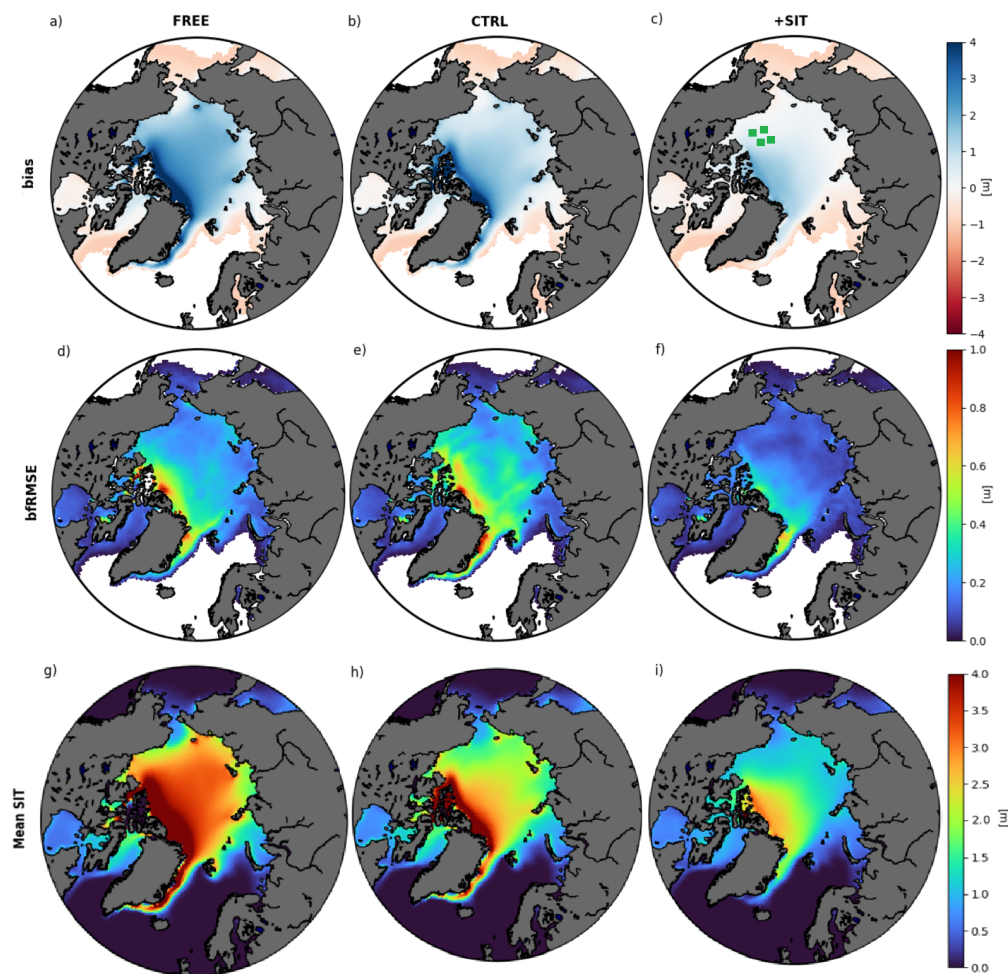 a) FREE b) CTRL c) +SIT
bias
4
3
2
1
0
−1
−2
−3
−4
[m]
d) e) f)
bfRMSE
1.0
0.8
0.6
0.4
0.2
0.0
[m]
g) h) i)
Mean SIT
4.0
3.5
3.0
2.5
2.0
1.5
1.0
0.5
0.0
[m]